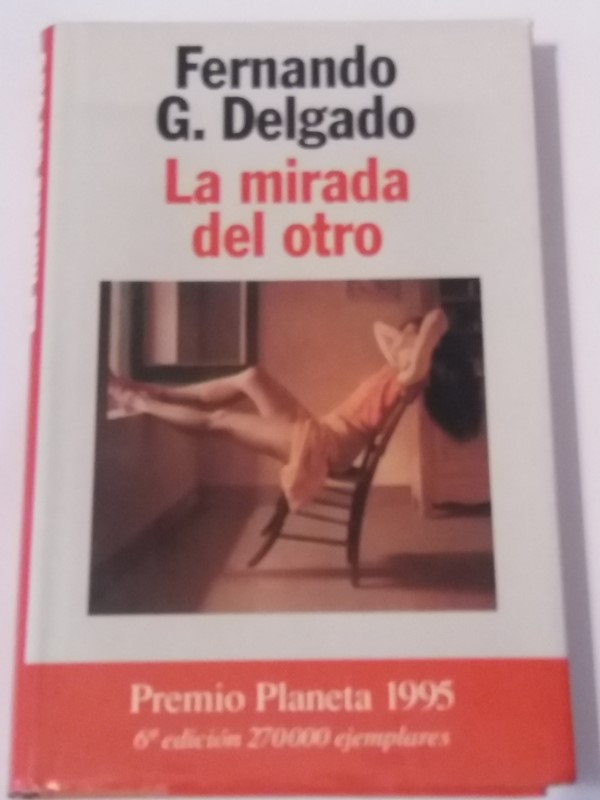 Fernando
G. Delgado
La mirada
del otro
Premio Planeta 1995
6ª edición 270000 ejemplares